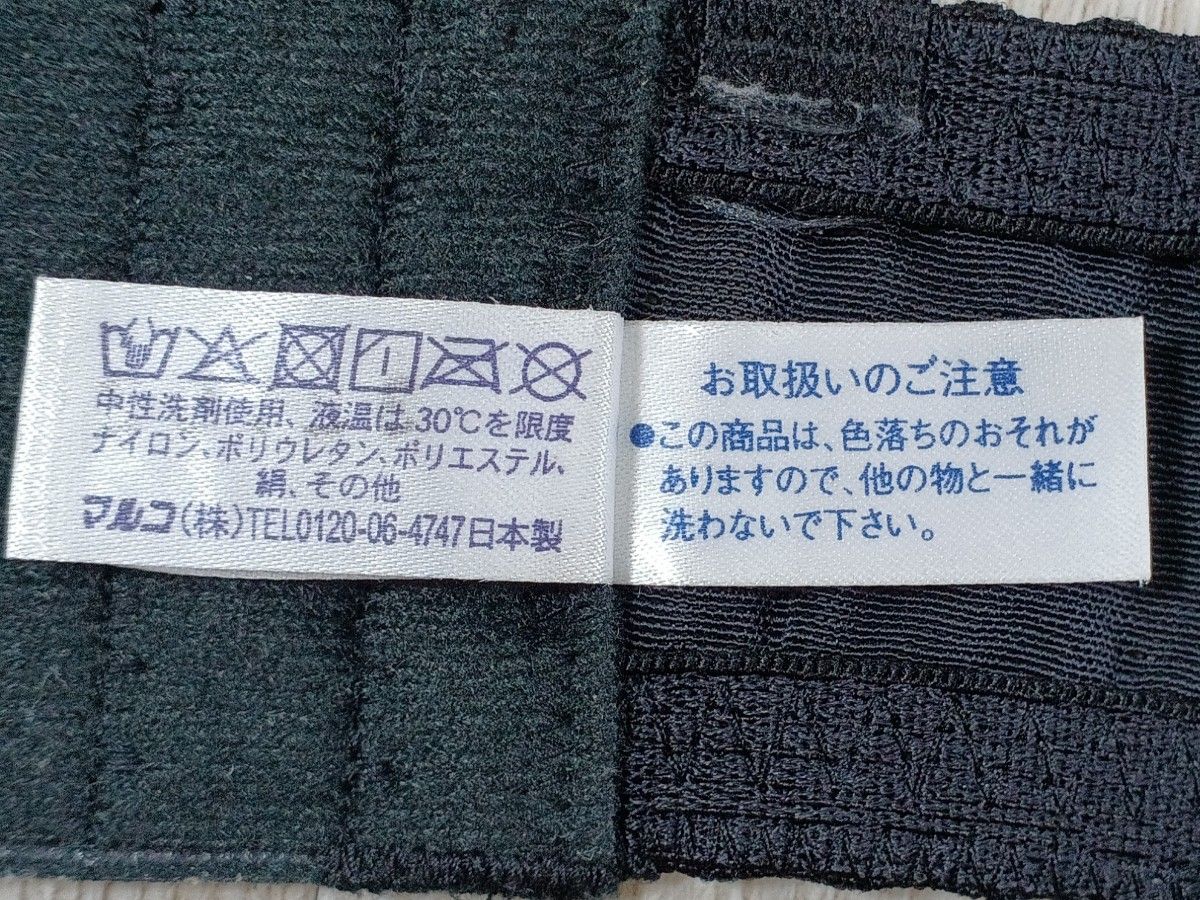 中性洗剤使用、液温は30℃を限度
ナイロン、ポリウレタン、ポリエステル、
絹、その他
マルコ(株)TEL0120-06-4747日本製
お取扱いのご注意
●この商品は、色落ちのおそれが
ありますので、他の物と一緒に
洗わないで下さい。